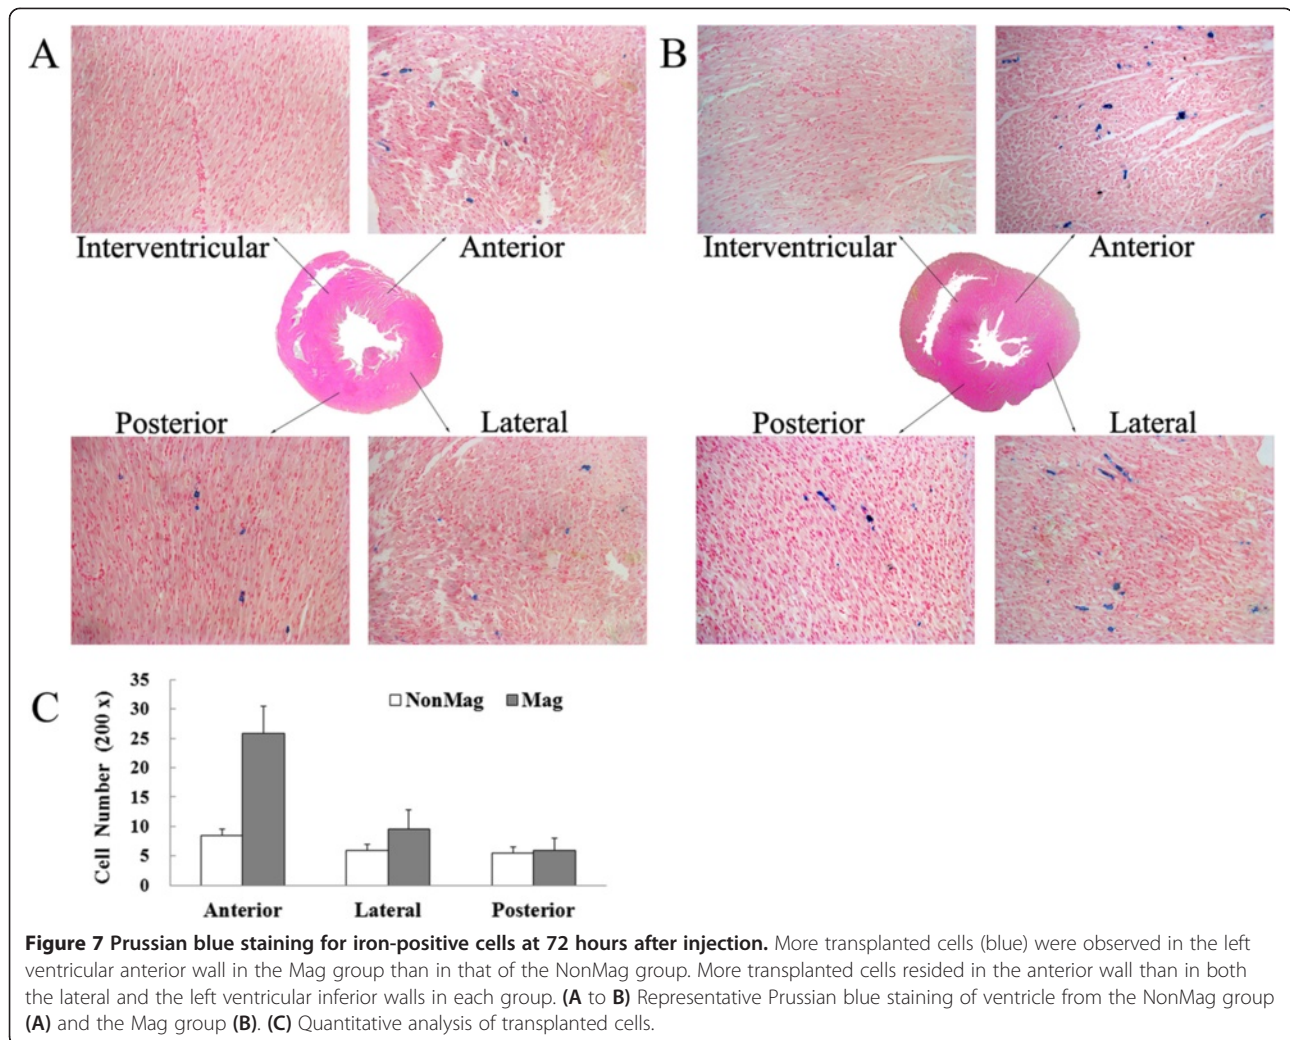 A
B
Interventricular
Anterior
Interventricular
Anterior
Posterior
Lateral
Posterior
Lateral
C
Cell Number (200 x)
35
30
25
20
15
10
5
0
NonMag
Mag
Anterior
Lateral
Posterior
Figure 7 Prussian blue staining for iron-positive cells at 72 hours after injection. More transplanted cells (blue) were observed in the left
ventricular anterior wall in the Mag group than in that of the NonMag group. More transplanted cells resided in the anterior wall than in both
the lateral and the left ventricular inferior walls in each group. (A to B) Representative Prussian blue staining of ventricle from the NonMag group
(A) and the Mag group (B). (C) Quantitative analysis of transplanted cells.